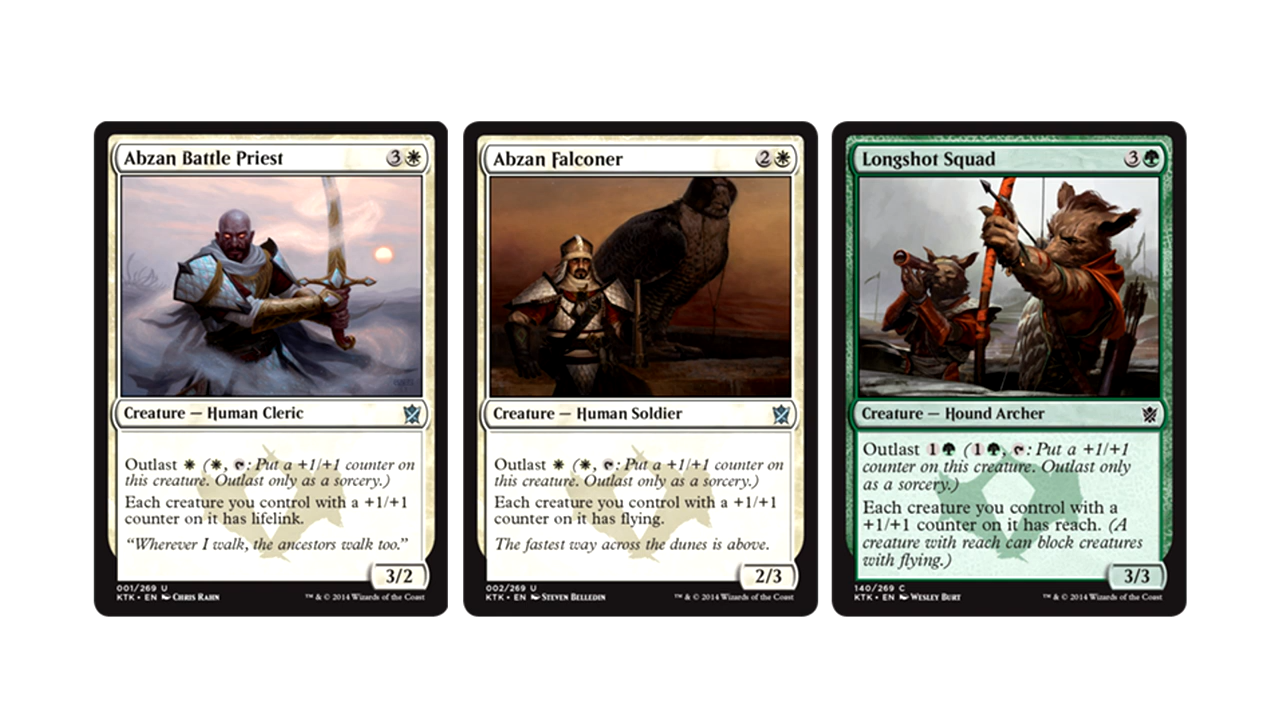 Abzan Battle Priest 3
Creature — Human Cleric
Outlast (, : Put a +1/+1 counter on
this creature. Outlast only as a sorcery.)
Each creature you control with a +1/+1
counter on it has lifelink.
“Wherever I walk, the ancestors walk too.”
3/2
001/269 U
KTK • EN Chris Rahn
™ & © 2014 Wizards of the Coast
Abzan Falconer 2
Creature — Human Soldier
Outlast (, : Put a +1/+1 counter on
this creature. Outlast only as a sorcery.)
Each creature you control with a +1/+1
counter on it has flying.
The fastest way across the dunes is above.
2/3
002/269 U
KTK • EN Steven Belledin
™ & © 2014 Wizards of the Coast
Longshot Squad 3
Creature — Hound Archer
Outlast 1 (1, : Put a +1/+1
counter on this creature. Outlast only
as a sorcery.)
Each creature you control with a
+1/+1 counter on it has reach. (A
creature with reach can block creatures
with flying.)
3/3
140/269 C
KTK • EN Wesley Burt
™ & © 2014 Wizards of the Coast